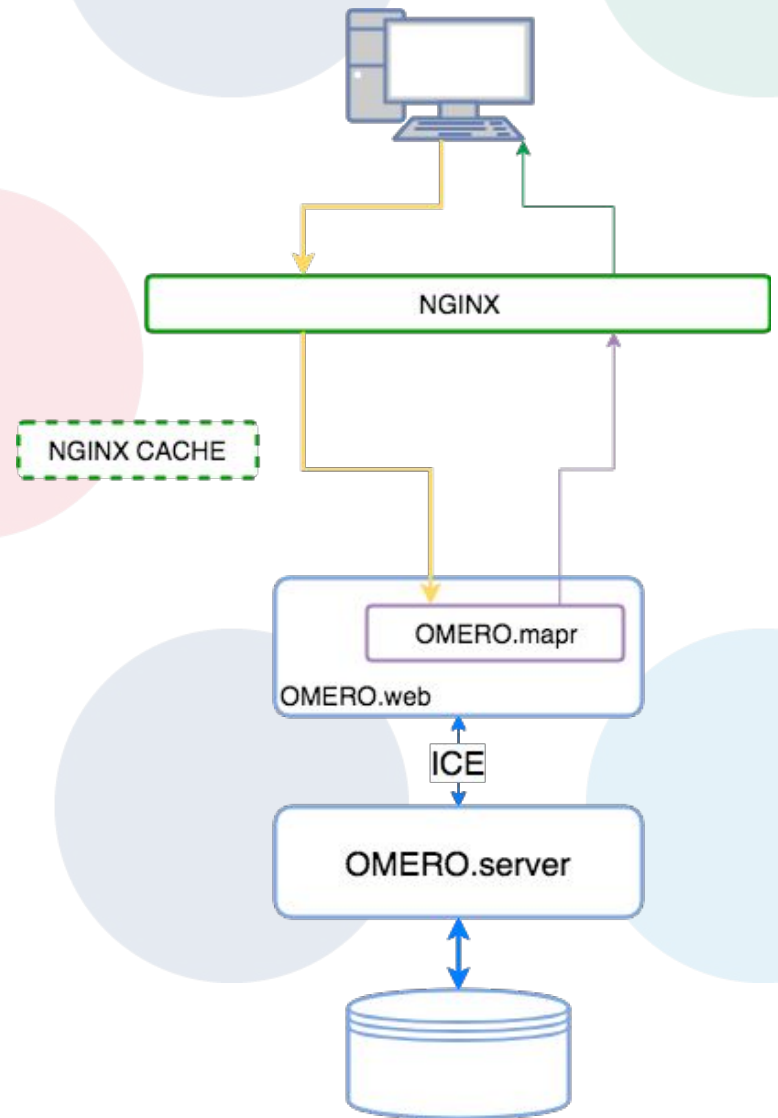 NGINX
NGINX CACHE
OMERO.mapr
OMERO.web
ICE
OMERO.server